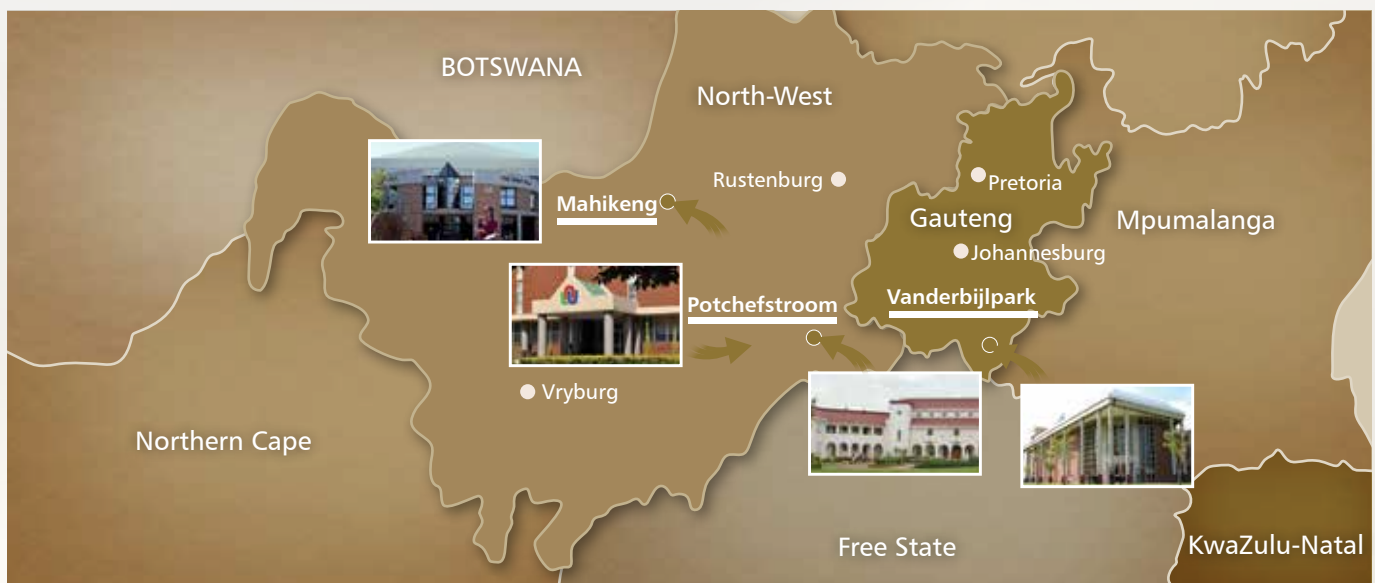 BOTSWANA
North-West
Rustenburg
Pretoria
Mahikeng
Gauteng
Mpumalanga
Johannesburg
Potchefstroom
Vanderbijlpark
Vryburg
Northern Cape
Free State
KwaZulu-Natal